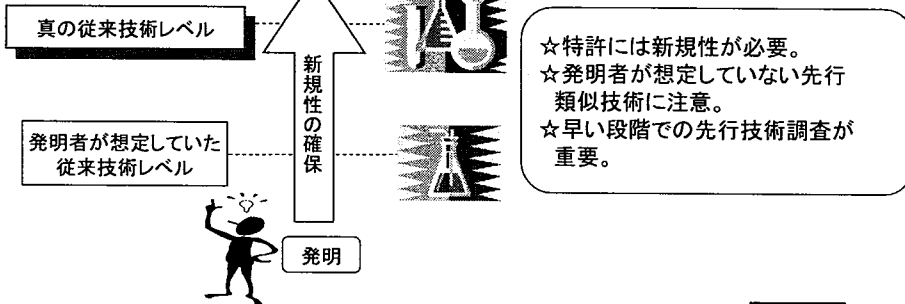 真の従来技術レベル
新規性の確保
☆特許には新規性が必要。
☆発明者が想定していない先行
類似技術に注意。
☆早い段階での先行技術調査が
重要。
発明者が想定していた
従来技術レベル
発明